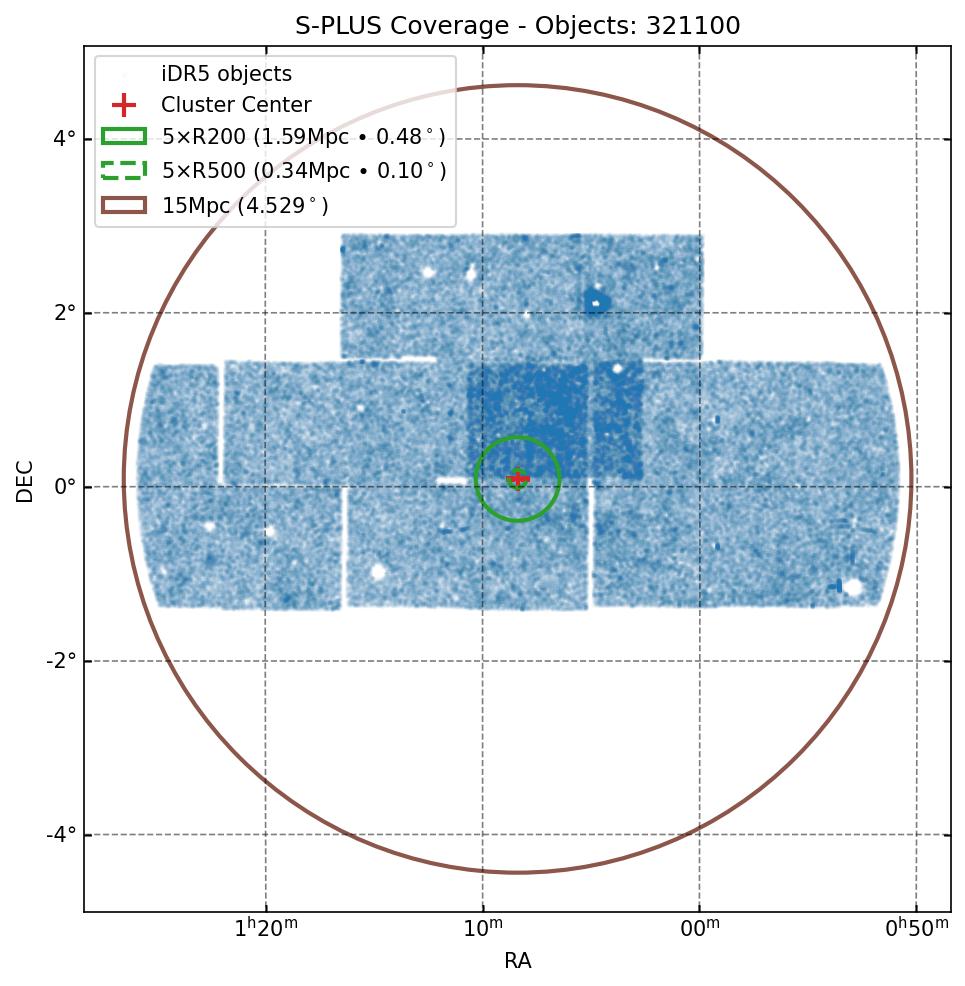 S-PLUS Coverage - Objects: 321100
iDR5 objects
Cluster Center
5×R200 (1.59Mpc • 0.48°)
5×R500 (0.34Mpc • 0.10°)
15Mpc (4.529°)
4°
2°
0°
-2°
-4°
DEC
1ʰ20ᵐ
10ᵐ
00ᵐ
0ʰ50ᵐ
RA